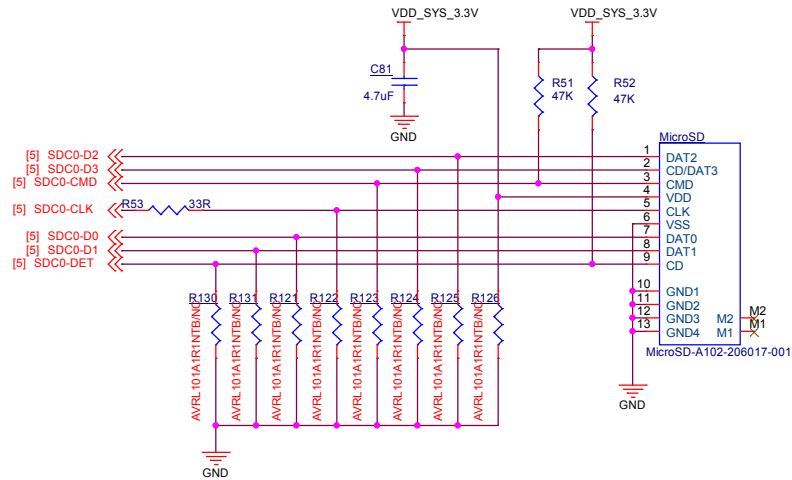 VDD_SYS_3.3V
VDD_SYS_3.3V
C81
4.7uF
GND
R51
47K
R52
47K
MicroSD
[5] SDC0-D2
1
DAT2
[5] SDC0-D3
2
CD/DAT3
[5] SDC0-CMD
3
CMD
4
VDD
[5] SDC0-CLK
R53
33R
5
CLK
6
VSS
[5] SDC0-D0
7
DAT0
[5] SDC0-D1
8
DAT1
[5] SDC0-DET
9
CD
10
GND1
11
GND2
12
GND3
M2
M2
13
GND4
M1
M1
MicroSD-A102-206017-001
R130
R131
R121
R122
R123
R124
R125
R126
AVRL101A1R1NTB/NC
AVRL101A1R1NTB/NC
AVRL101A1R1NTB/NC
AVRL101A1R1NTB/NC
AVRL101A1R1NTB/NC
AVRL101A1R1NTB/NC
AVRL101A1R1NTB/NC
AVRL101A1R1NTB/NC
GND
GND